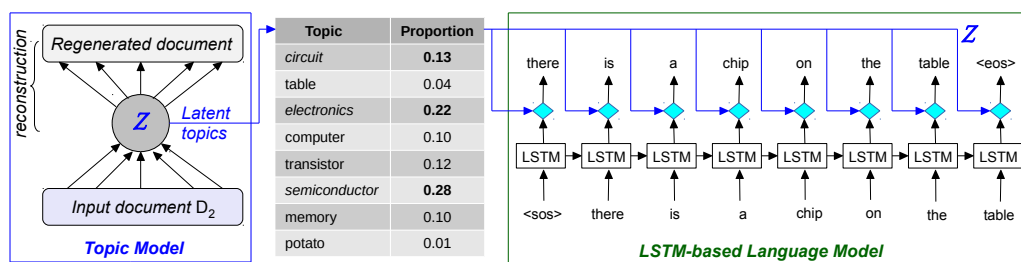 Regenerated document
reconstruction
Z
Latent topics
Input document D2
Topic Model
Topic Proportion
circuit 0.13
table 0.04
electronics 0.22
computer 0.10
transistor 0.12
semiconductor 0.28
memory 0.10
potato 0.01
Z
there is a chip on the table <eos>
LSTM LSTM LSTM LSTM LSTM LSTM LSTM LSTM
<sos> there is a chip on the table
LSTM-based Language Model